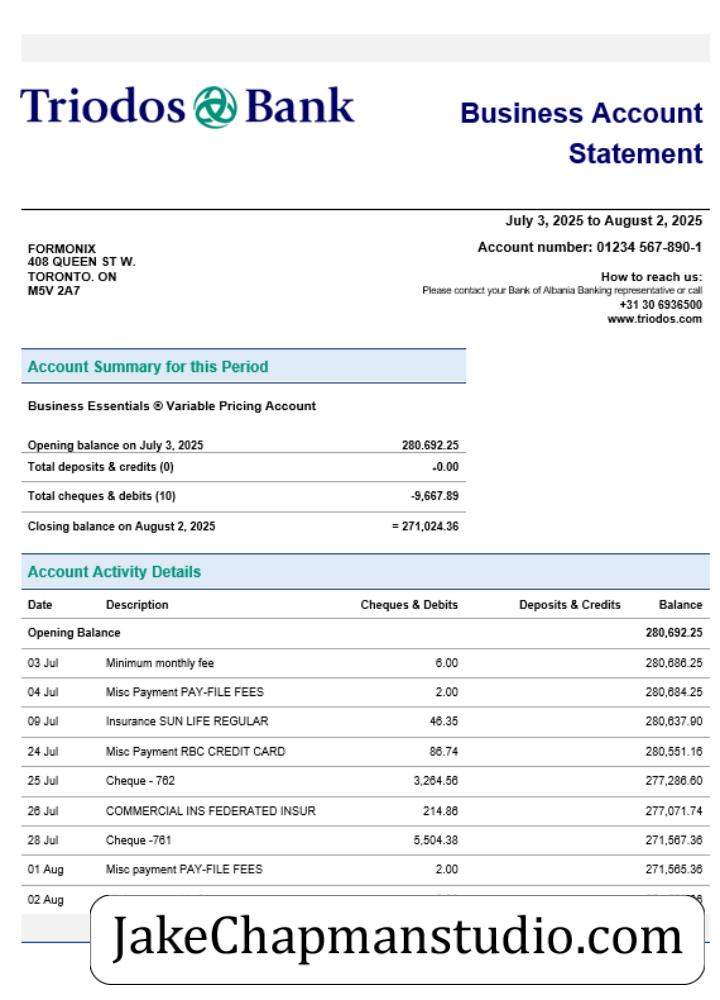 Triodos Bank
Business Account
Statement
July 3, 2025 to August 2, 2025
Account number: 01234 567-890-1
FORMONIX
408 QUEEN ST W.
TORONTO. ON
M5V 2A7
How to reach us:
Please contact your Bank of Albania Banking representative or call
+31 30 6936500
www.triodos.com
Account Summary for this Period
Business Essentials ® Variable Pricing Account
Opening balance on July 3, 2025 280.692.25
Total deposits & credits (0) -0.00
Total cheques & debits (10) -9,667.89
Closing balance on August 2, 2025 = 271,024.36
Account Activity Details
Date Description Cheques & Debits Deposits & Credits Balance
Opening Balance 280,692.25
03 Jul Minimum monthly fee 6.00 280,686.25
04 Jul Misc Payment PAY-FILE FEES 2.00 280,684.25
09 Jul Insurance SUN LIFE REGULAR 46.35 280,637.90
24 Jul Misc Payment RBC CREDIT CARD 86.74 280,551.16
25 Jul Cheque - 762 3,264.56 277,286.60
26 Jul COMMERCIAL INS FEDERATED INSUR 214.86 277,071.74
28 Jul Cheque -761 5,504.38 271,567.36
01 Aug Misc payment PAY-FILE FEES 2.00 271,565.36
02 Aug
JakeChapmanstudio.com